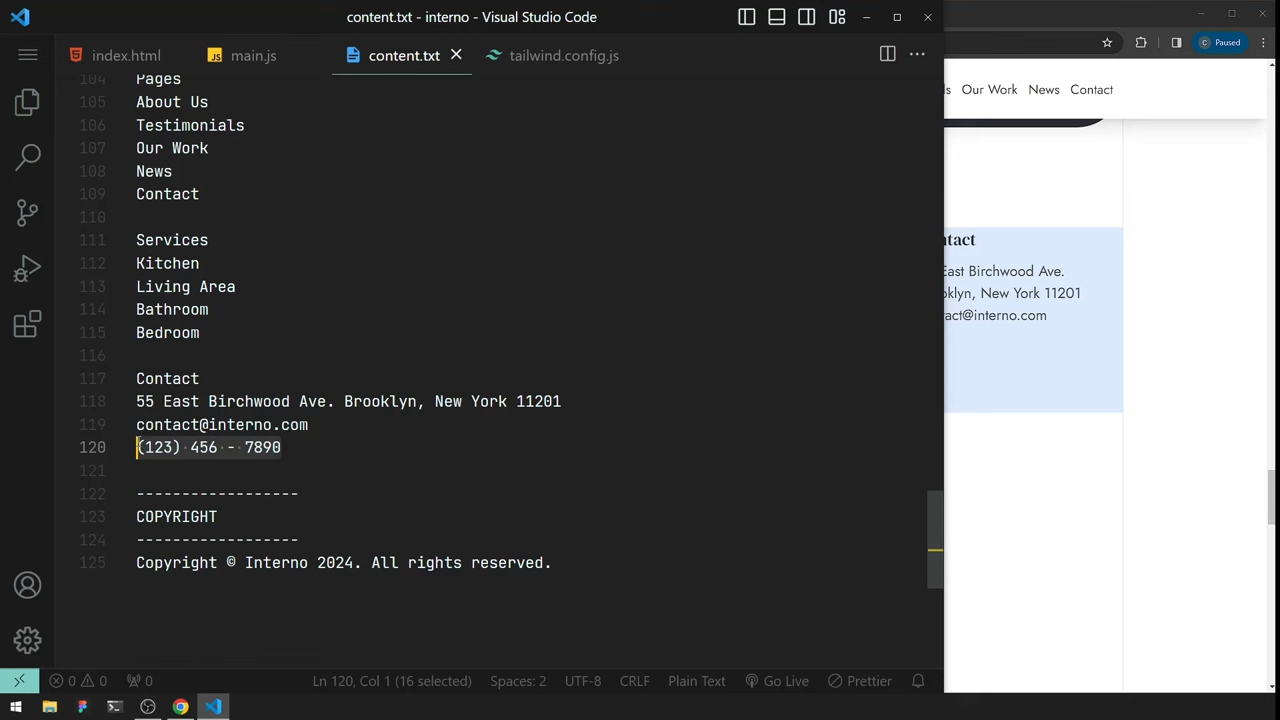 content.txt - interno - Visual Studio Code
index.html
main.js
content.txt
tailwind.config.js
104 Pages
105 About Us
106 Testimonials
107 Our Work
108 News
109 Contact
110
111 Services
112 Kitchen
113 Living Area
114 Bathroom
115 Bedroom
116
117 Contact
118 55 East Birchwood Ave. Brooklyn, New York 11201
119 contact@interno.com
120 (123) 456 - 7890
121
122 ------------------
123 COPYRIGHT
124 ------------------
125 Copyright © Interno 2024. All rights reserved.
0 0 0 Ln 120, Col 1 (16 selected) Spaces: 2 UTF-8 CRLF Plain Text Go Live Prettier
C Paused
Our Work News Contact
East Birchwood Ave.
New York 11201